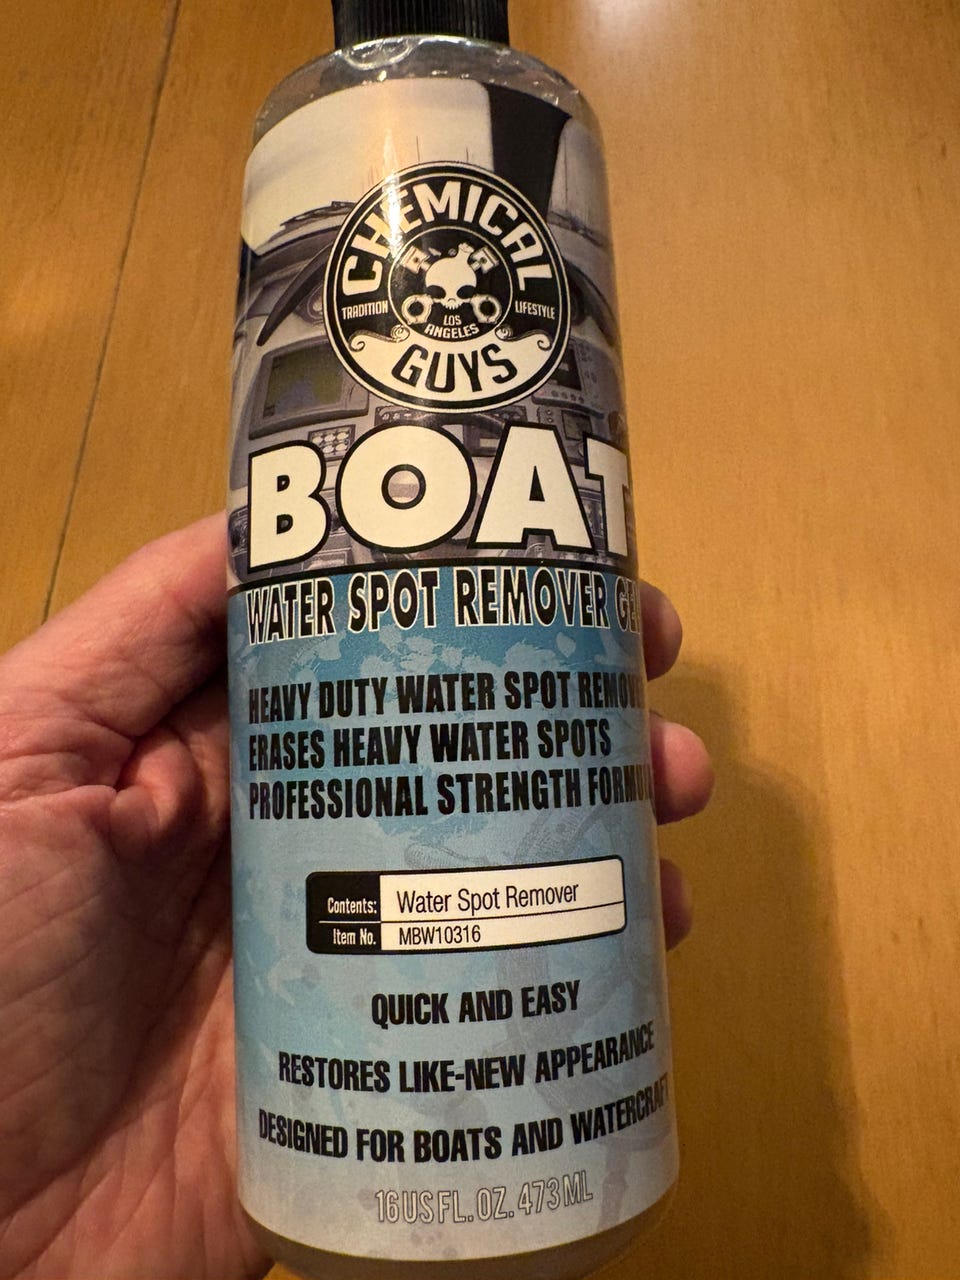 CHEMICAL
TRADITION
LIFESTYLE
LOS
ANGELES
GUYS
BOAT
WATER SPOT REMOVER
HEAVY DUTY WATER SPOT
ERASES HEAVY WATER SPOTS
PROFESSIONAL STRENGTH
Contents: Water Spot Remover
Item No. MBW10316
QUICK AND EASY
RESTORES LIKE-NEW APPEARANCE
DESIGNED FOR BOATS AND WATERCRAFT
16 US FL. OZ. 473 ML